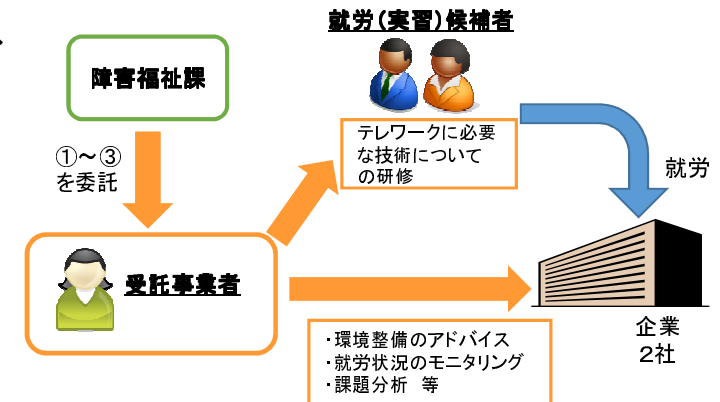 就労（実習）候補者
障害福祉課
テレワークに必要
な技術について
の研修
①～③
を委託
就労
受託事業者
企業
２社
・環境整備のアドバイス
・就労状況のモニタリング
・課題分析　等